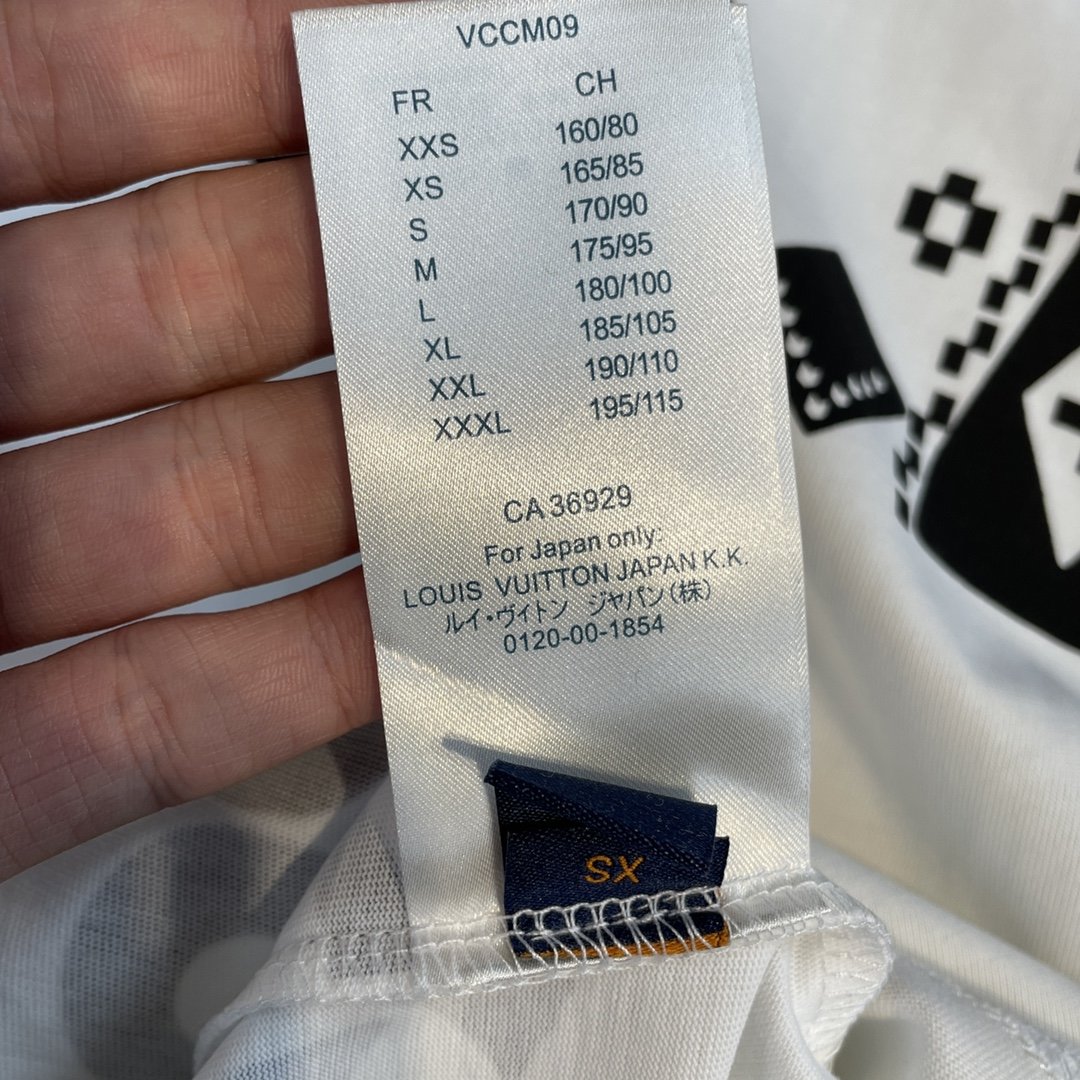 VCCM09
FR CH
XXS 160/80
XS 165/85
S 170/90
M 175/95
L 180/100
XL 185/105
XXL 190/110
XXXL 195/115
CA 36929
For Japan only:
LOUIS VUITTON JAPAN K.K.
ルイ・ヴィトン ジャパン(株)
0120-00-1854
XS